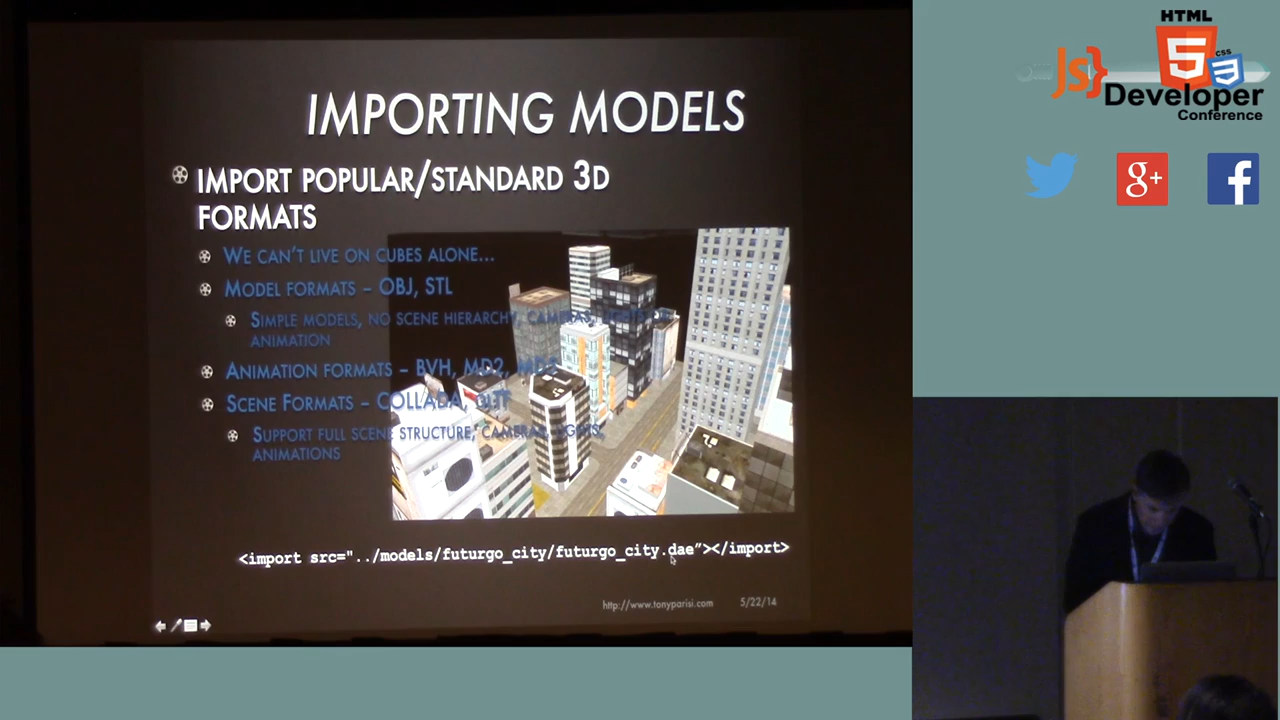 IMPORTING MODELS
IMPORT POPULAR/STANDARD 3D
FORMATS
WE CAN'T LIVE ON CUBES ALONE...
MODEL FORMATS – OBJ, STL
SIMPLE MODELS, NO SCENE HIERARCHY, CAMERAS, LIGHTS
ANIMATION
ANIMATION FORMATS – BVH, MD2,
SCENE FORMATS – COLLADA, GLTF
SUPPORT FULL SCENE STRUCTURE, CAMERAS, LIGHTS,
ANIMATIONS
<import src="../models/futurgo_city/futurgo_city.dae"></import>
http://www.tonyparisi.com 5/22/14
HTML
JS} 5 CSS 3
Developer
Conference
g+ f